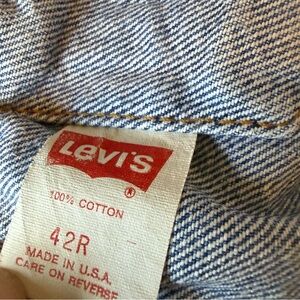 LeVI'S
®
100% COTTON
42R
MADE IN U.S.A.
CARE ON REVERSE